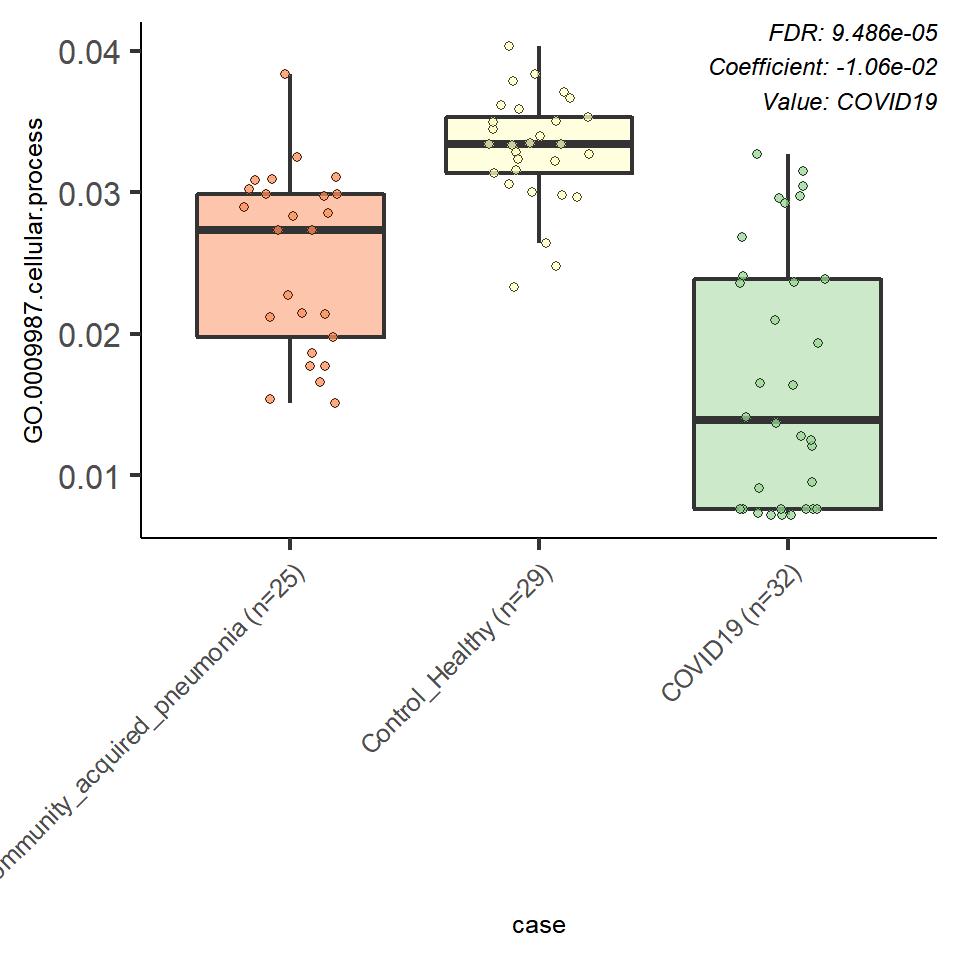 FDR: 9.486e-05
Coefficient: -1.06e-02
Value: COVID19
GO.0009987.cellular.process
0.04
0.03
0.02
0.01
ommunity_acquired_pneumonia (n=25)
Control_Healthy (n=29)
COVID19 (n=32)
case